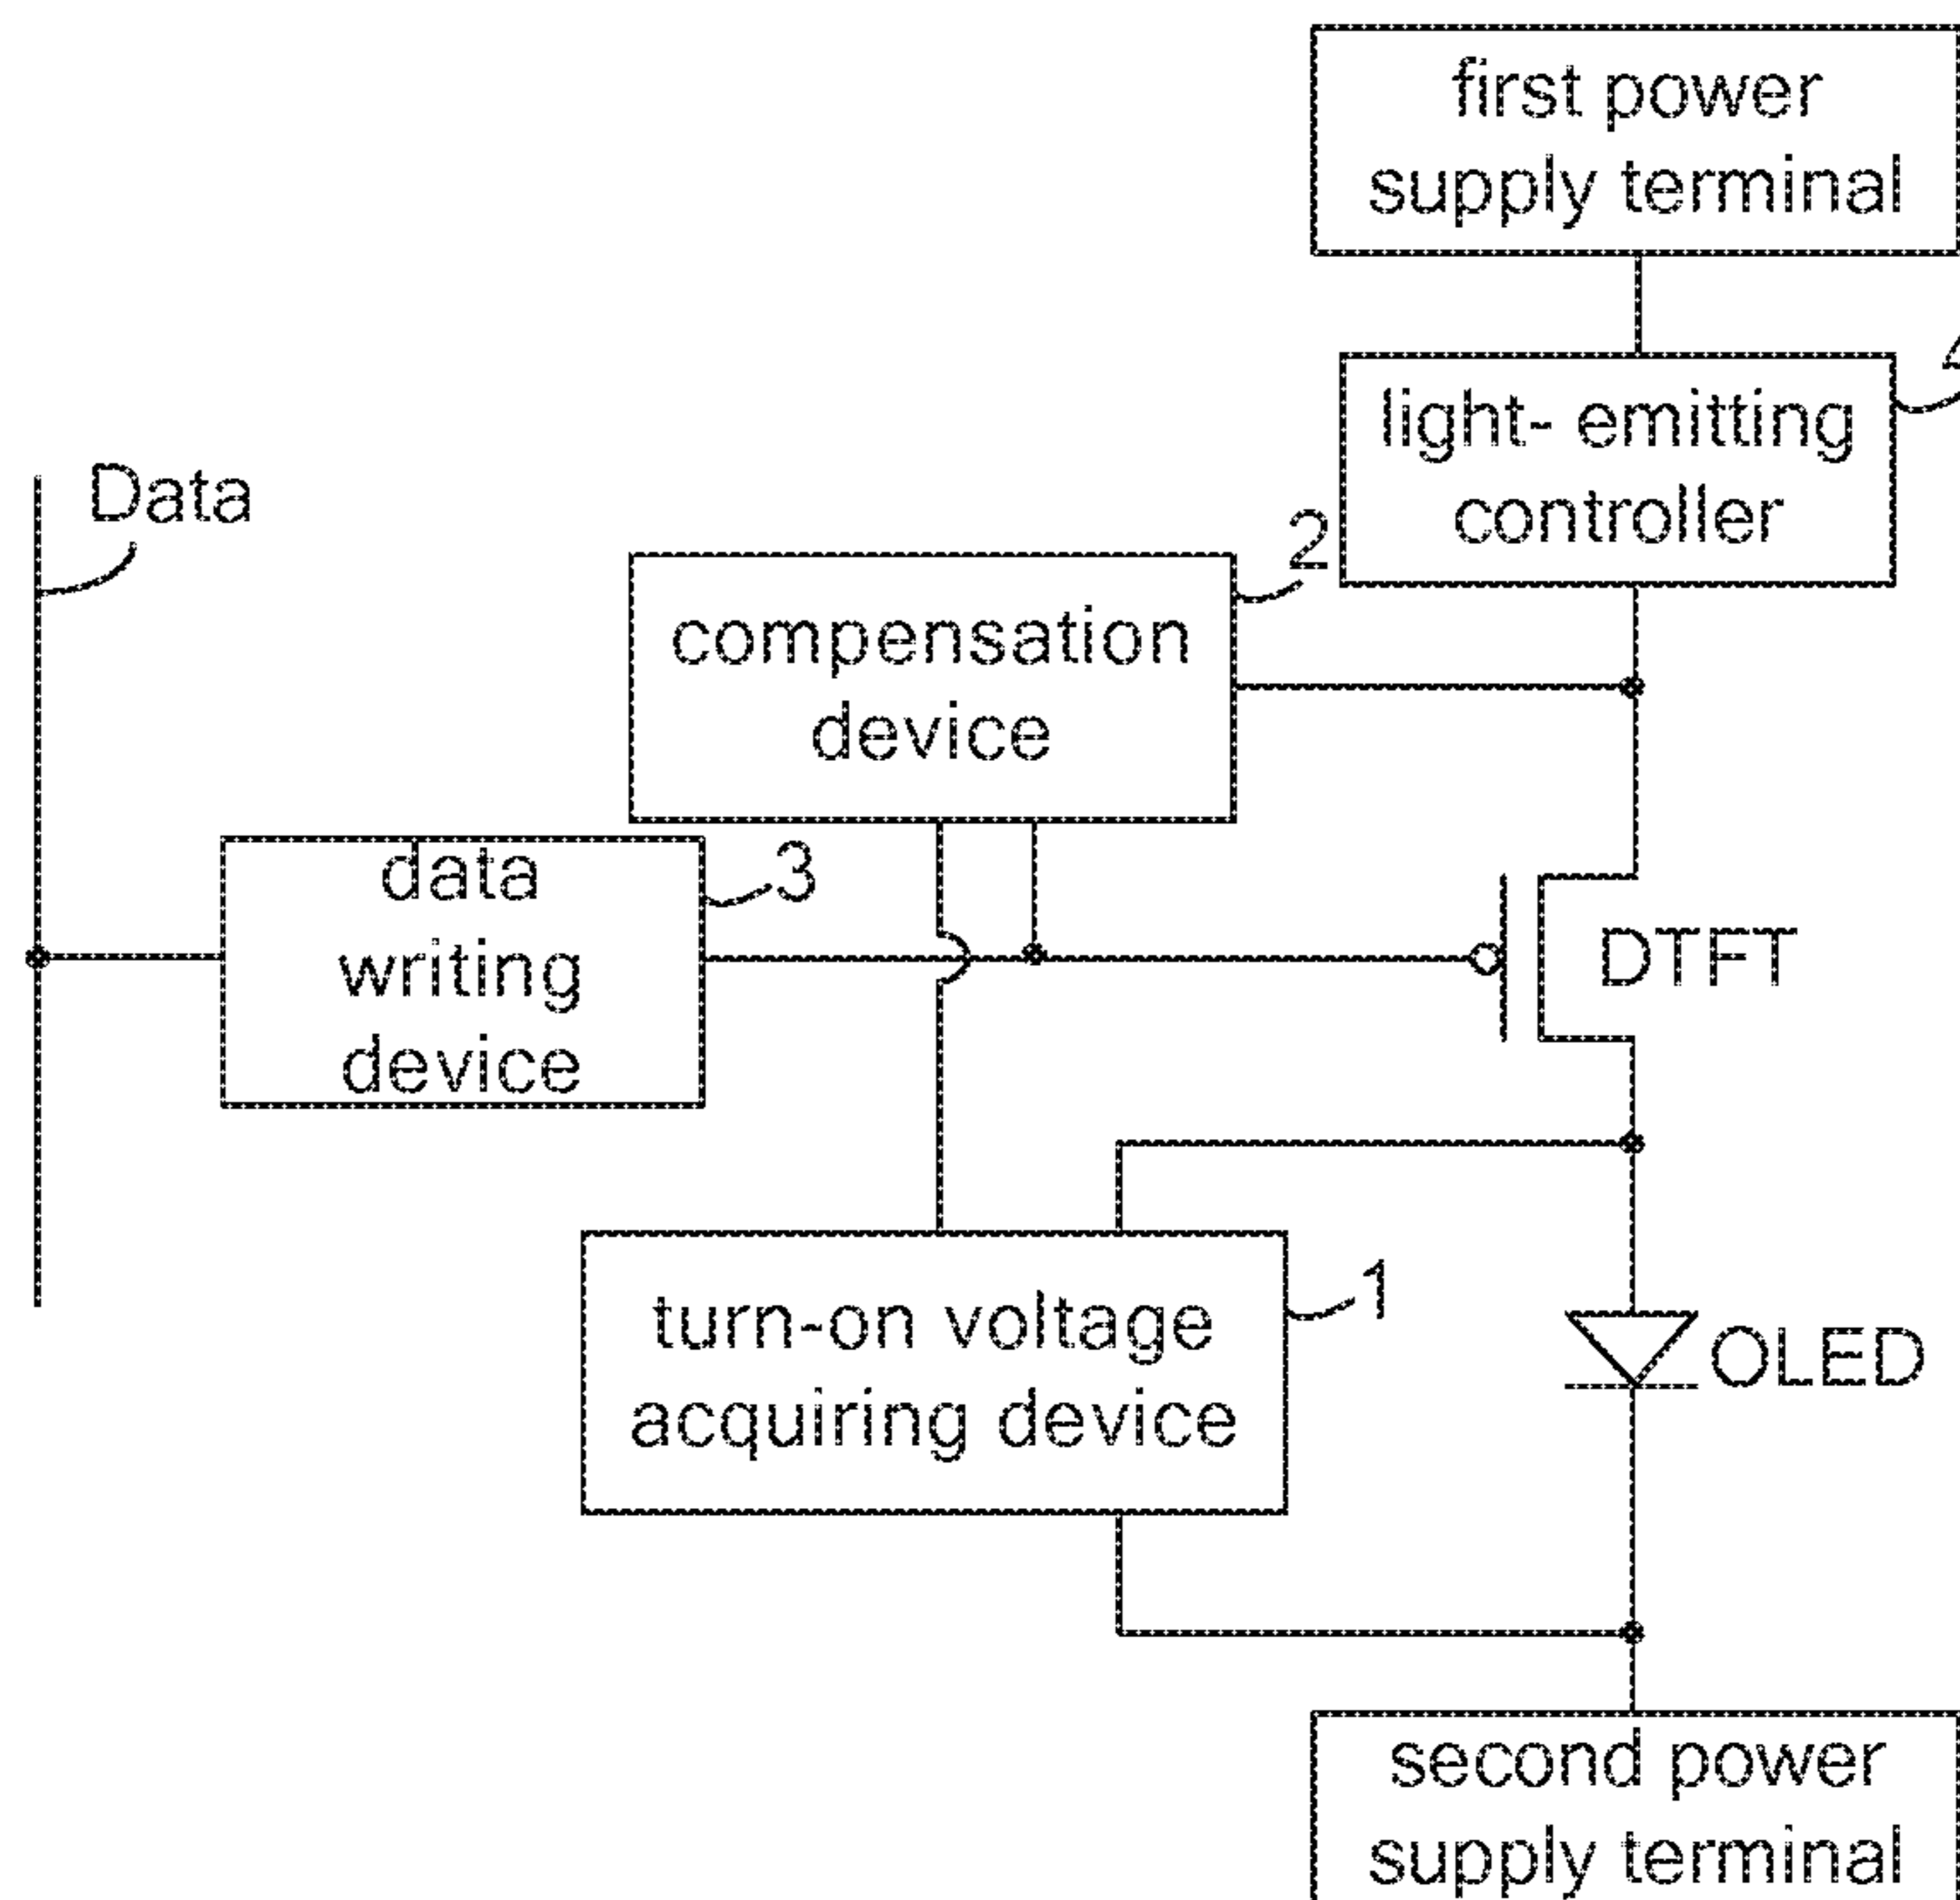 first power
supply terminal
4
light- emitting
controller
Data
2
compensation
device
3
data
writing
device
DTFT
1
turn-on voltage
acquiring device
OLED
second power
supply terminal